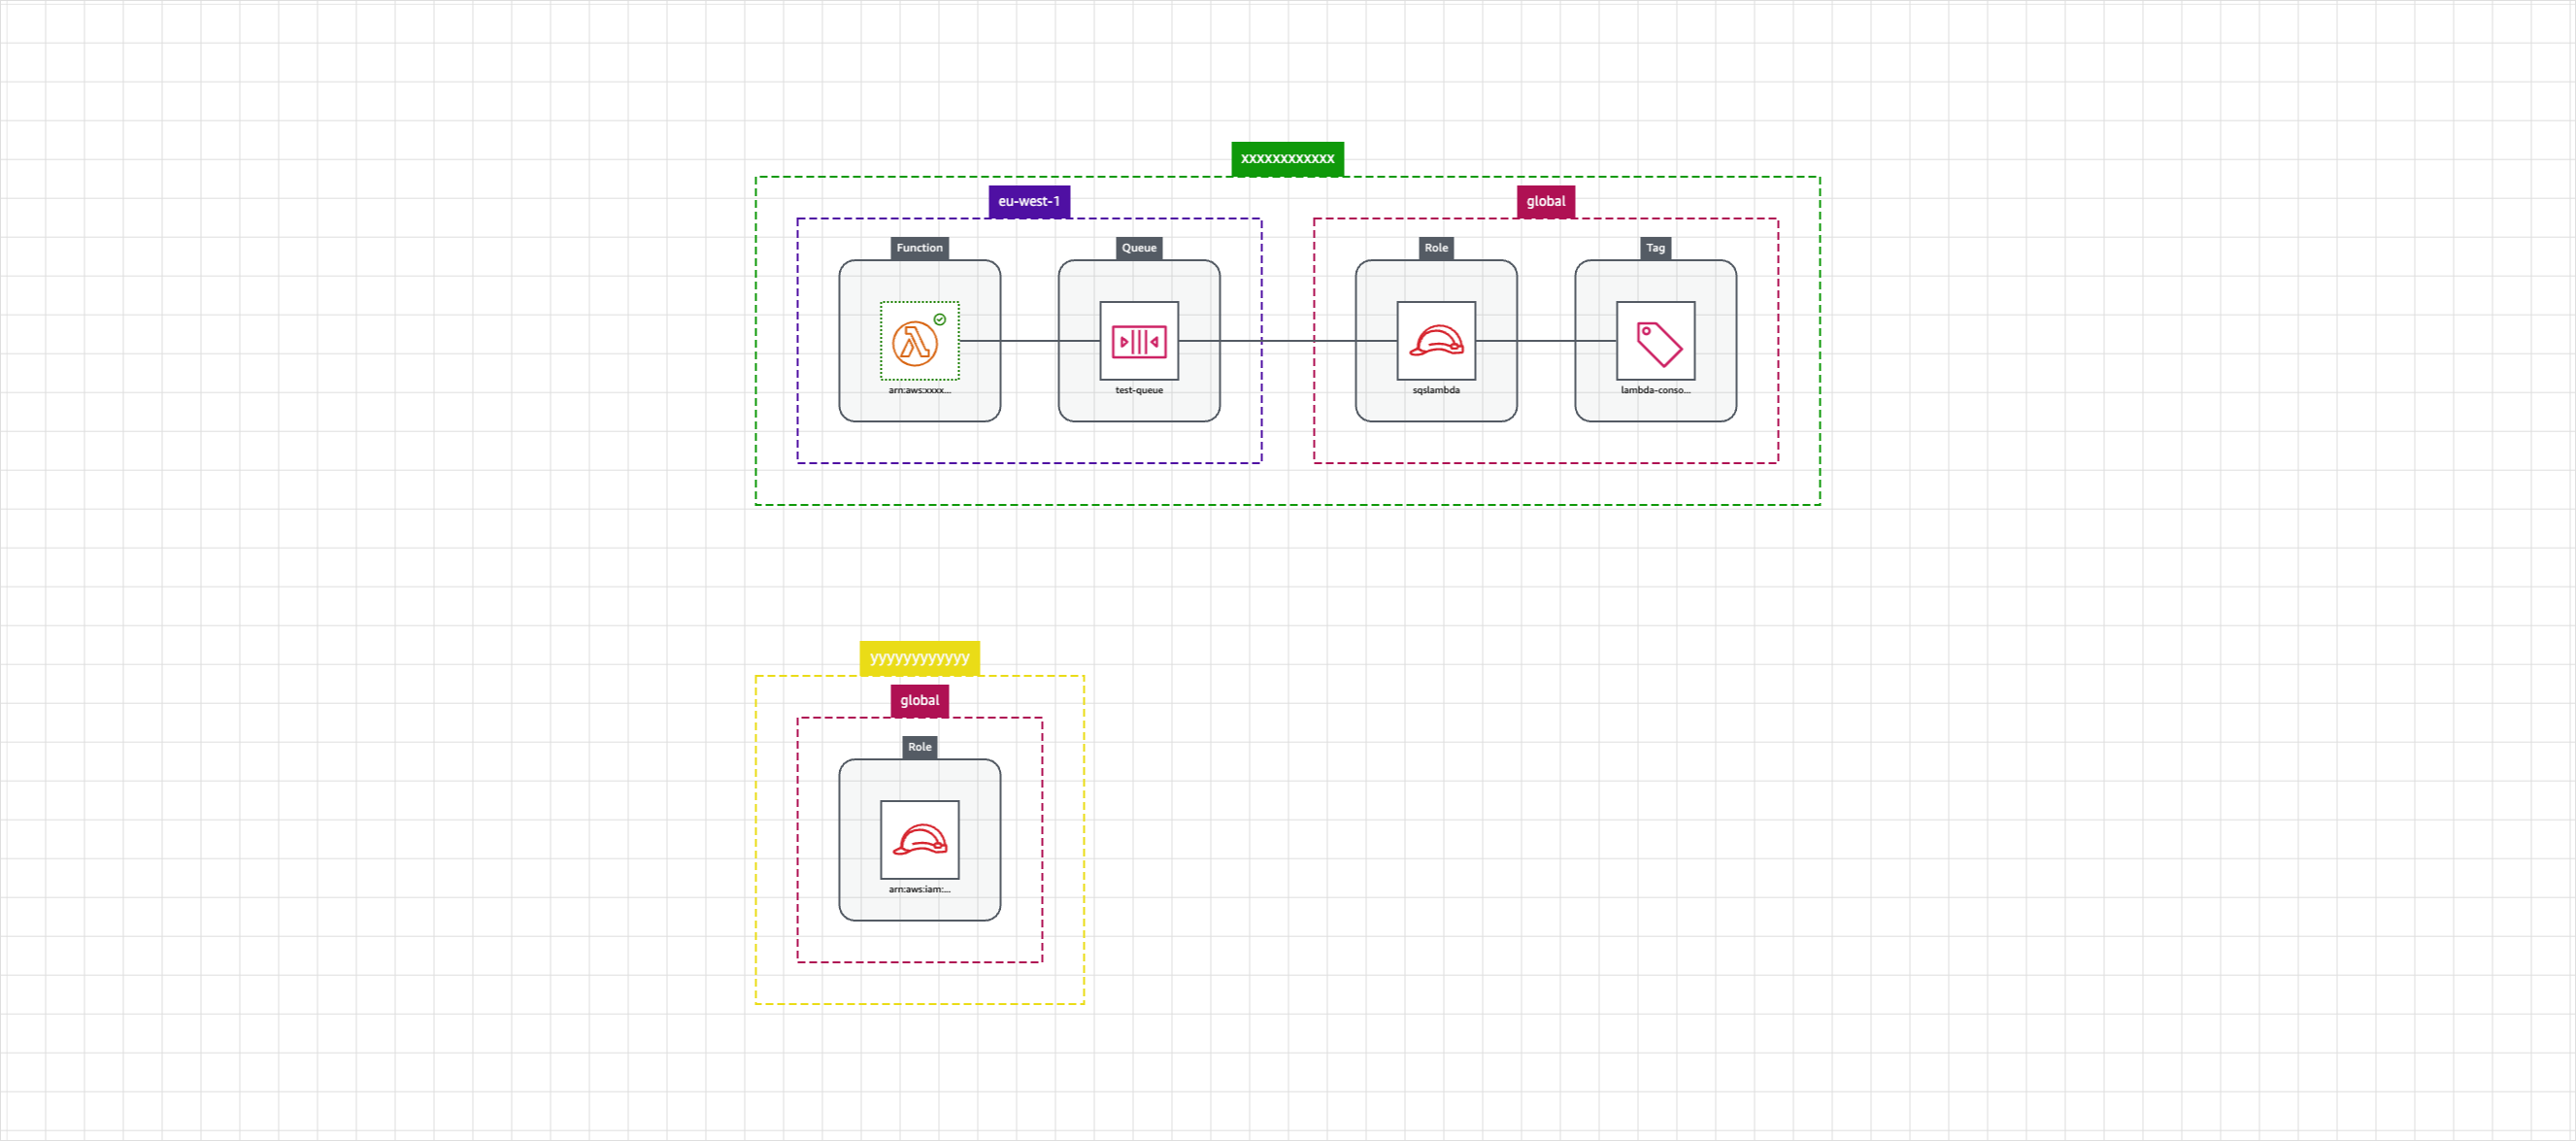 xxxxxxxxxxxx
eu-west-1
global
Function
Queue
Role
Tag
arn:aws:xxxx...
test-queue
sqslambda
lambda-conso...
yyyyyyyyyyyy
global
Role
arn:aws:iam:...